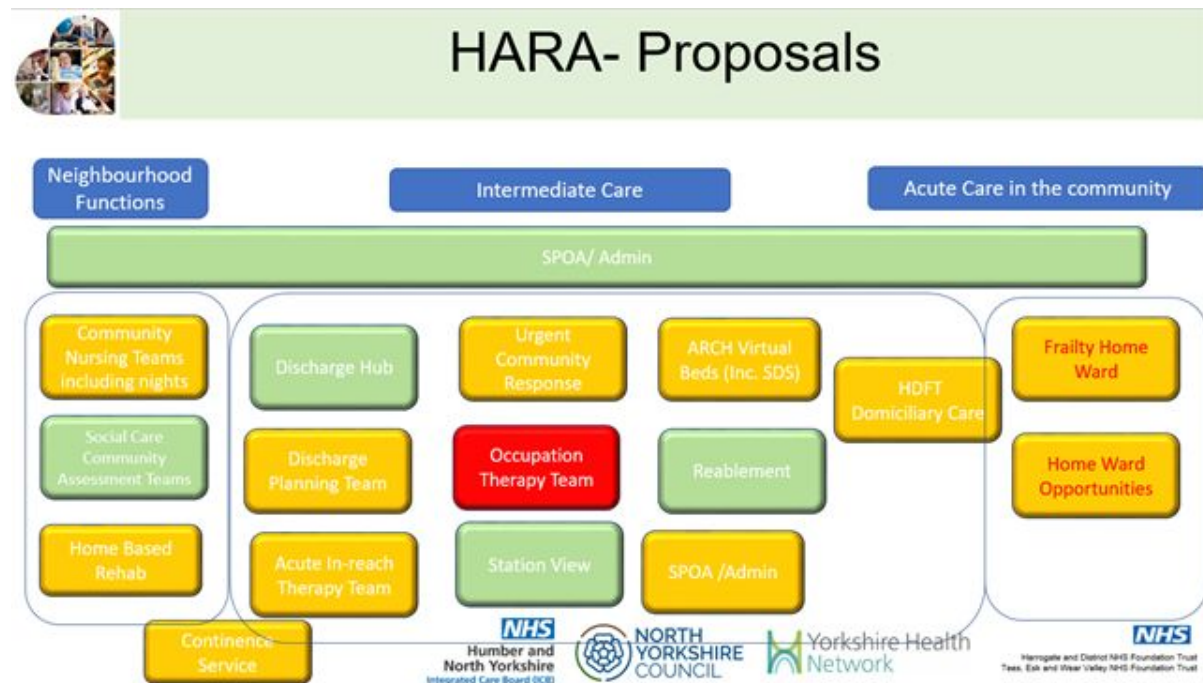 HARA- Proposals
Neighbourhood
Functions
Intermediate Care
Acute Care in the community
SPOA/ Admin
Community
Nursing Teams
including nights
Social Care
Community
Assessment Teams
Home Based
Rehab
Continence
Service
Discharge Hub
Discharge
Planning Team
Acute In-reach
Therapy Team
Urgent
Community
Response
Occupation
Therapy Team
Station View
ARCH Virtual
Beds (Inc. SDS)
Reablement
SPOA /Admin
HDFT
Domiciliary Care
Frailty Home
Ward
Home Ward
Opportunities
NHS
Humber and
North Yorkshire
Integrated Care Board (ICB)
NORTH
YORKSHIRE
COUNCIL
Yorkshire Health
Network
NHS
Harrogate and District NHS Foundation Trust
Tees, Esk and Wear Valley NHS Foundation Trust